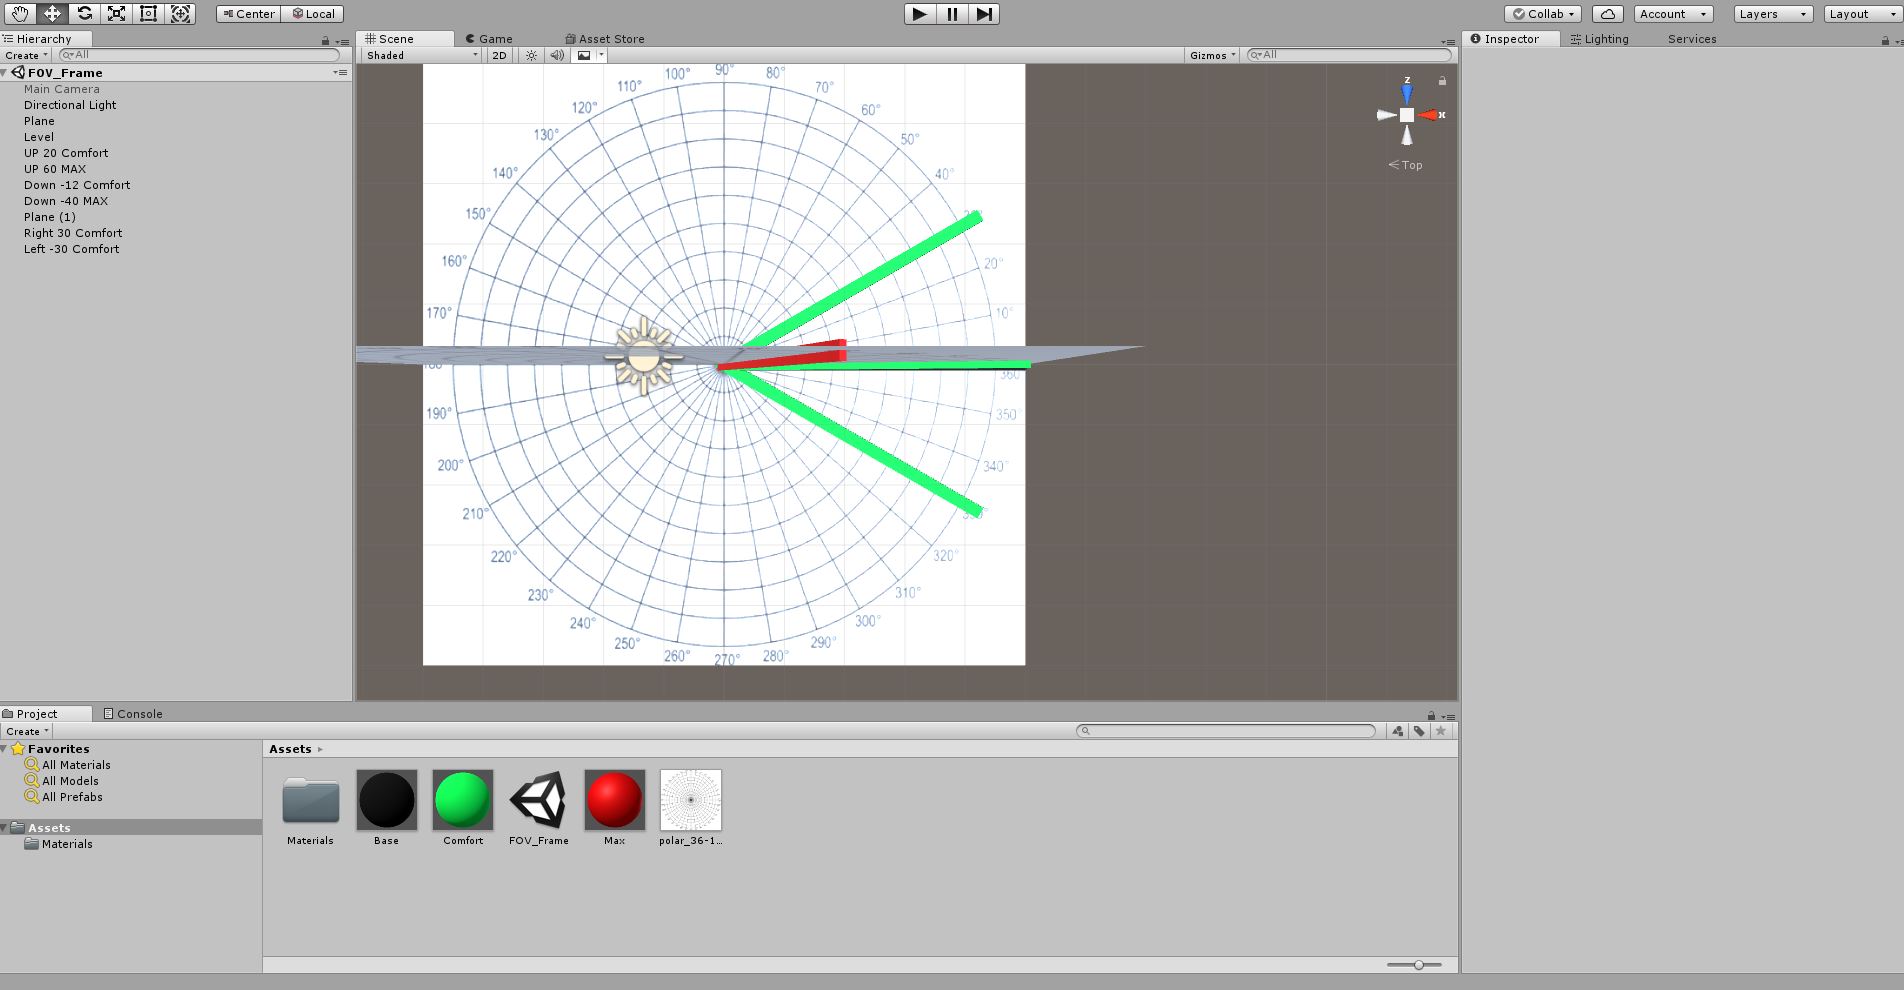 Center Local
Collab Account Layers Layout
Hierarchy
Create All
FOV_Frame
Main Camera
Directional Light
Plane
Level
UP 20 Comfort
UP 60 MAX
Down -12 Comfort
Down -40 MAX
Plane (1)
Right 30 Comfort
Left -30 Comfort
Scene Game Asset Store
Shaded 2D Gizmos All
100° 90° 80°
110° 70°
120° 60°
130° 50°
140° 40°
150°
160° 20°
170° 10°
360
190° 350°
200° 340°
210°
220° 320°
230° 310°
240° 300°
250° 290°
260° 270° 280°
z
x
Top
Inspector Lighting Services
Project Console
Create
Favorites
All Materials
All Models
All Prefabs
Assets
Materials
Assets
Materials Base Comfort FOV_Frame Max polar_36-1...